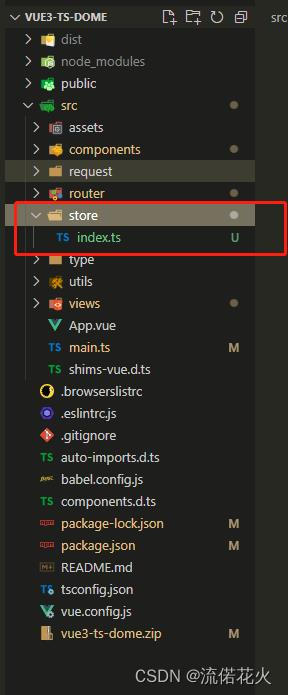 VUE3-TS-DOME
src
dist
node_modules
public
src
assets
components
request
router
store
TS index.ts U
type
utils
views
App.vue
TS main.ts M
TS shims-vue.d.ts
.browserslistrc
.eslintrc.js
.gitignore
TS auto-imports.d.ts
babel.config.js
TS components.d.ts
package-lock.json M
package.json M
README.md
tsconfig.json
vue.config.js
vue3-ts-dome.zip M
CSDN @流偌花火